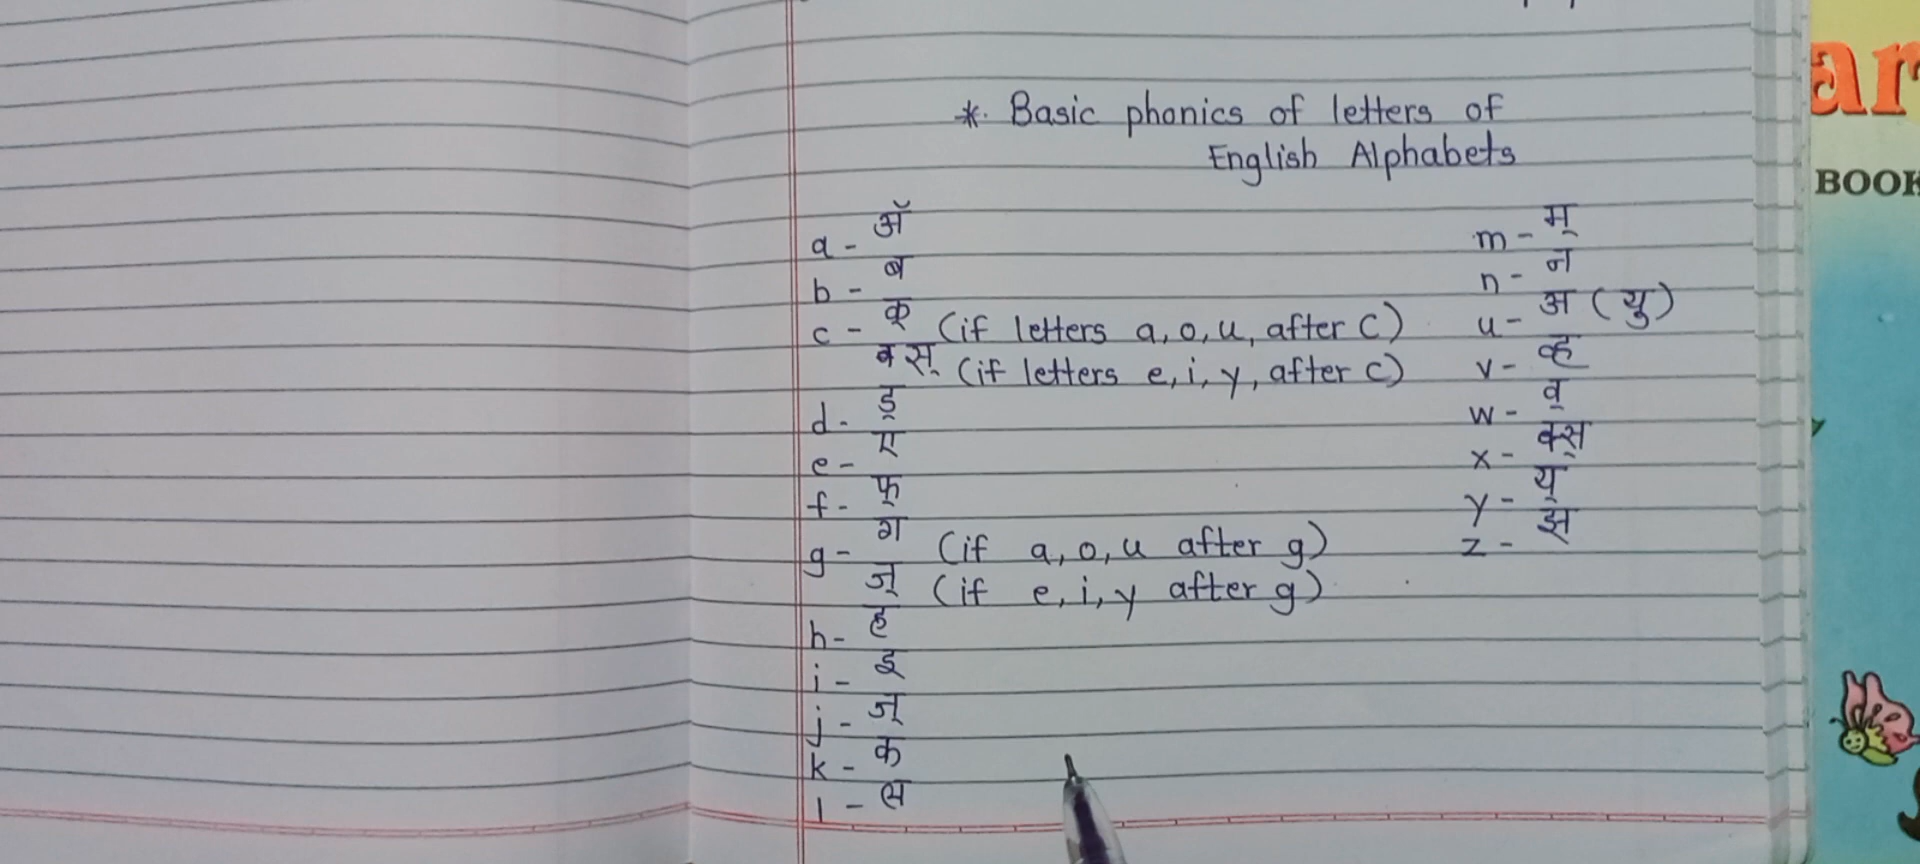 *. Basic phonics of letters of
English Alphabets
a - ॲ
b - ब
c - क् (if letters a, o, u, after c)
क्स् (if letters e, i, y, after c)
d - ड्
e - ए
f - फ्
g - ग (if a, o, u after g)
ज् (if e, i, y after g)
h - ह
i - इ
j - ज्
k - क
l - ल
m - म्
n - न
u - अ (यु)
v - व्ह
w - व्
x - क्स्
y - य्
z - झ
ar
BOOK